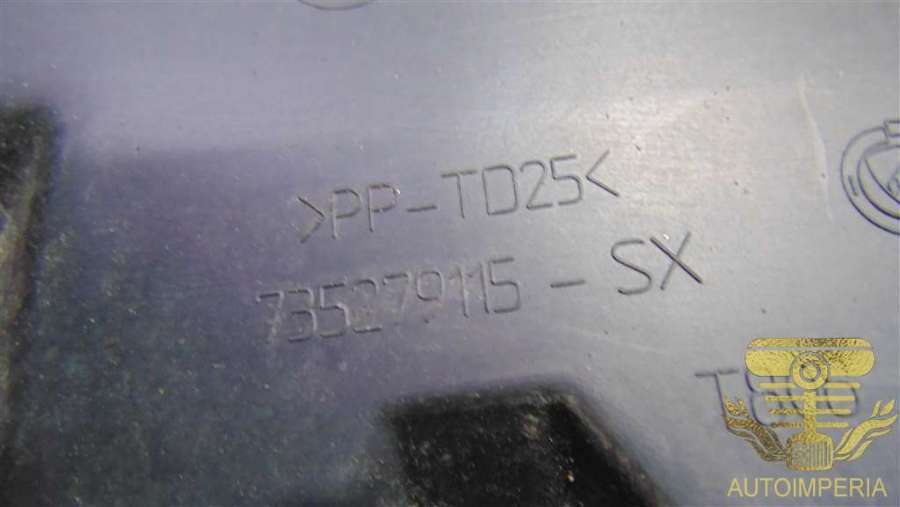 >PP-TD25<
735279115 - SX
AUTOIMPERIA